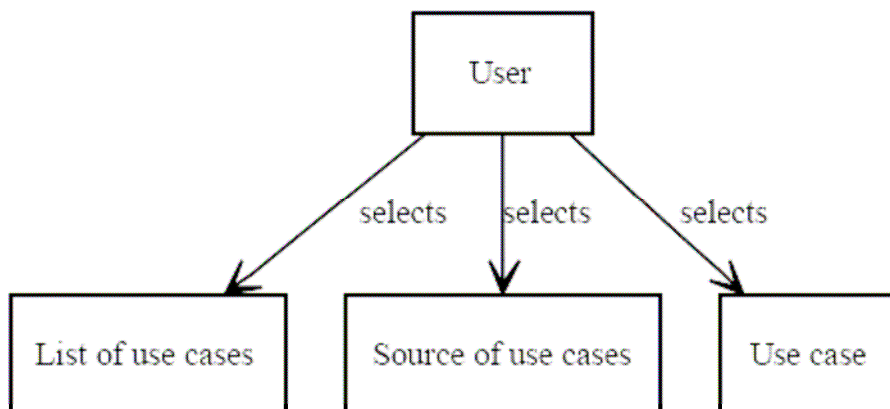 User
selects
selects
selects
List of use cases
Source of use cases
Use case